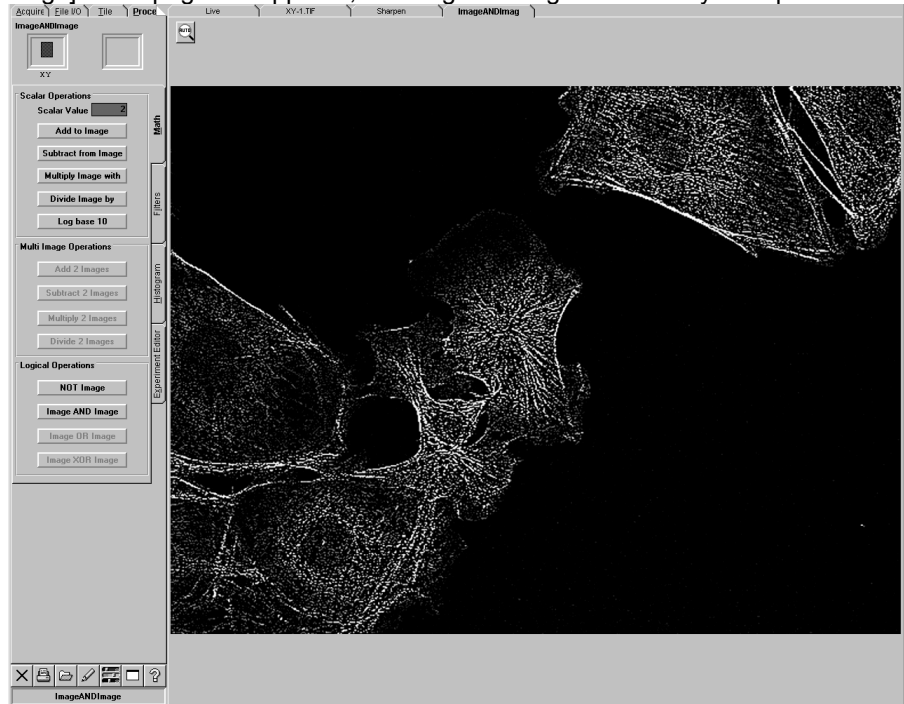 Acquire File I/O Tile Proce Live XY-1.TIF Sharpen ImageANDImag
ImageANDImage
AUTO
XY
Scalar Operations
Scalar Value 2
Add to Image
Subtract from Image
Multiply Image with
Divide Image by
Log base 10
Multi Image Operations
Add 2 Images
Subtract 2 Images
Multiply 2 Images
Divide 2 Images
Logical Operations
NOT Image
Image AND Image
Image OR Image
Image XOR Image
Math
Filters
Histogram
Experiment Editor
ImageANDImage